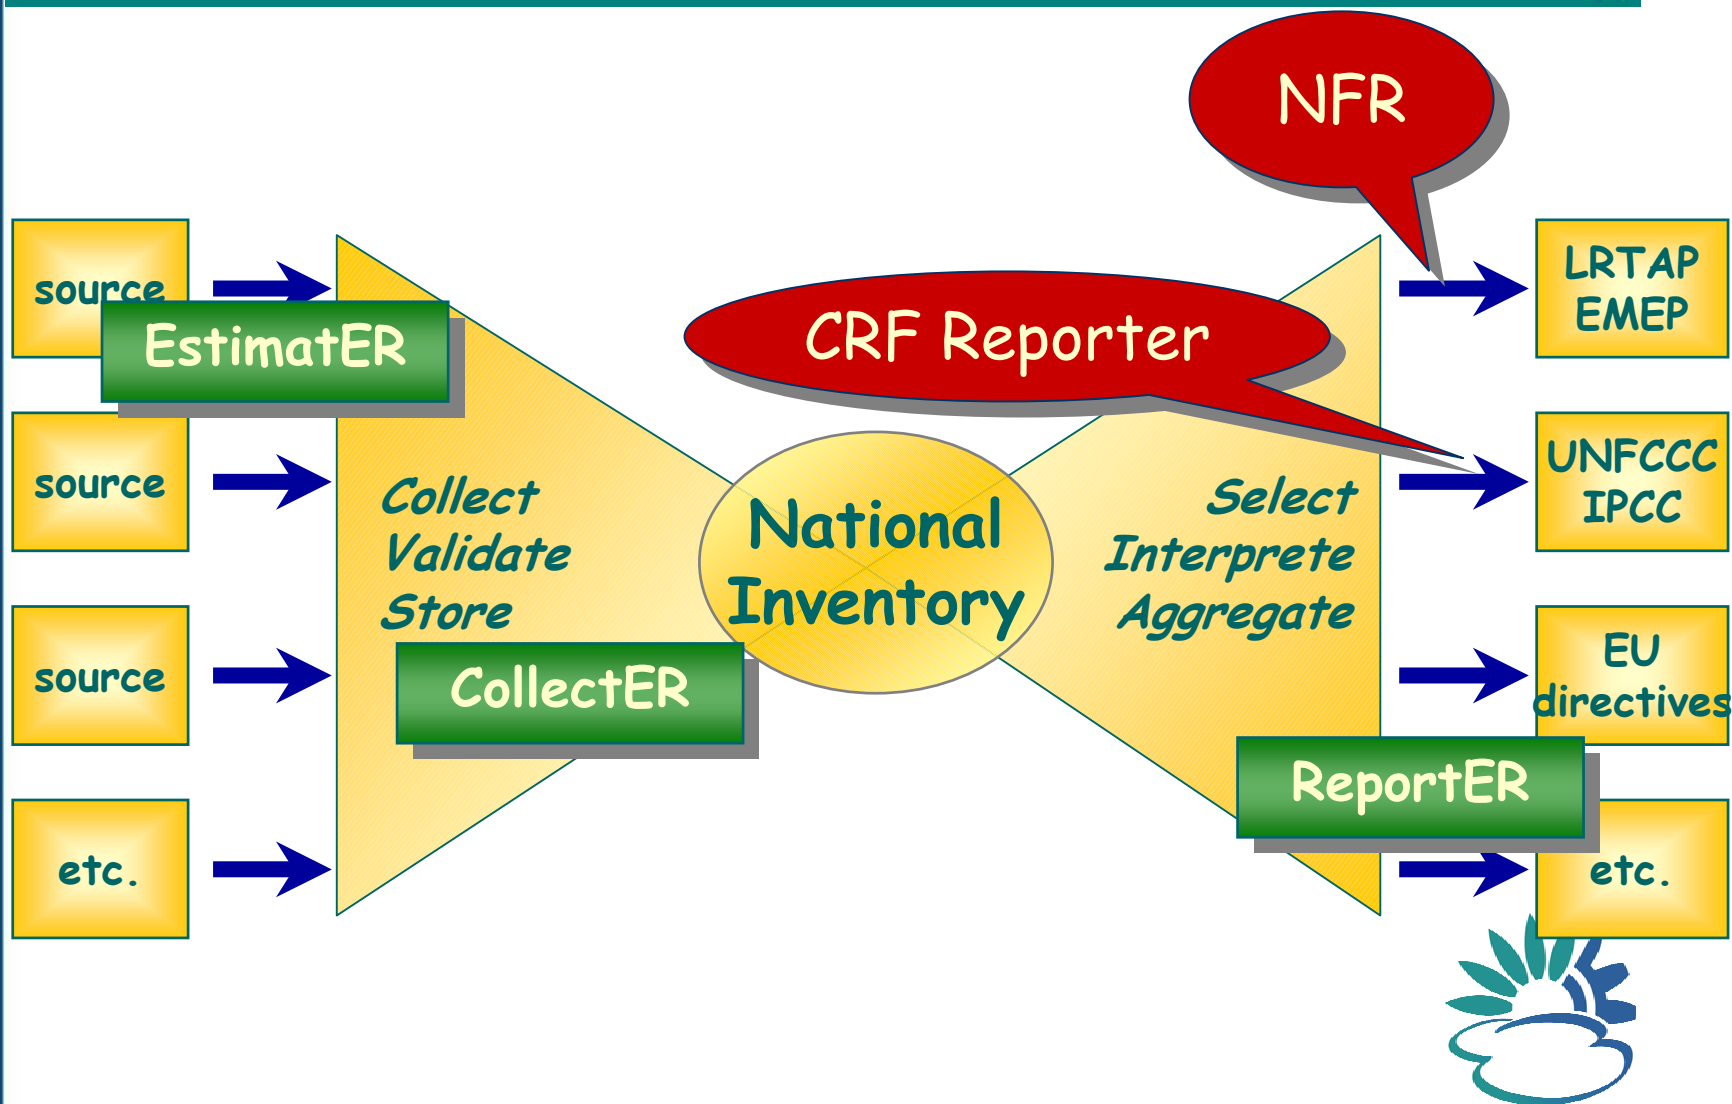 NFR
source
EstimatER
source
source
etc.
Collect
Validate
Store
CollectER
National
Inventory
CRF Reporter
Select
Interprete
Aggregate
ReportER
LRTAP
EMEP
UNFCCC
IPCC
EU
directives
etc.